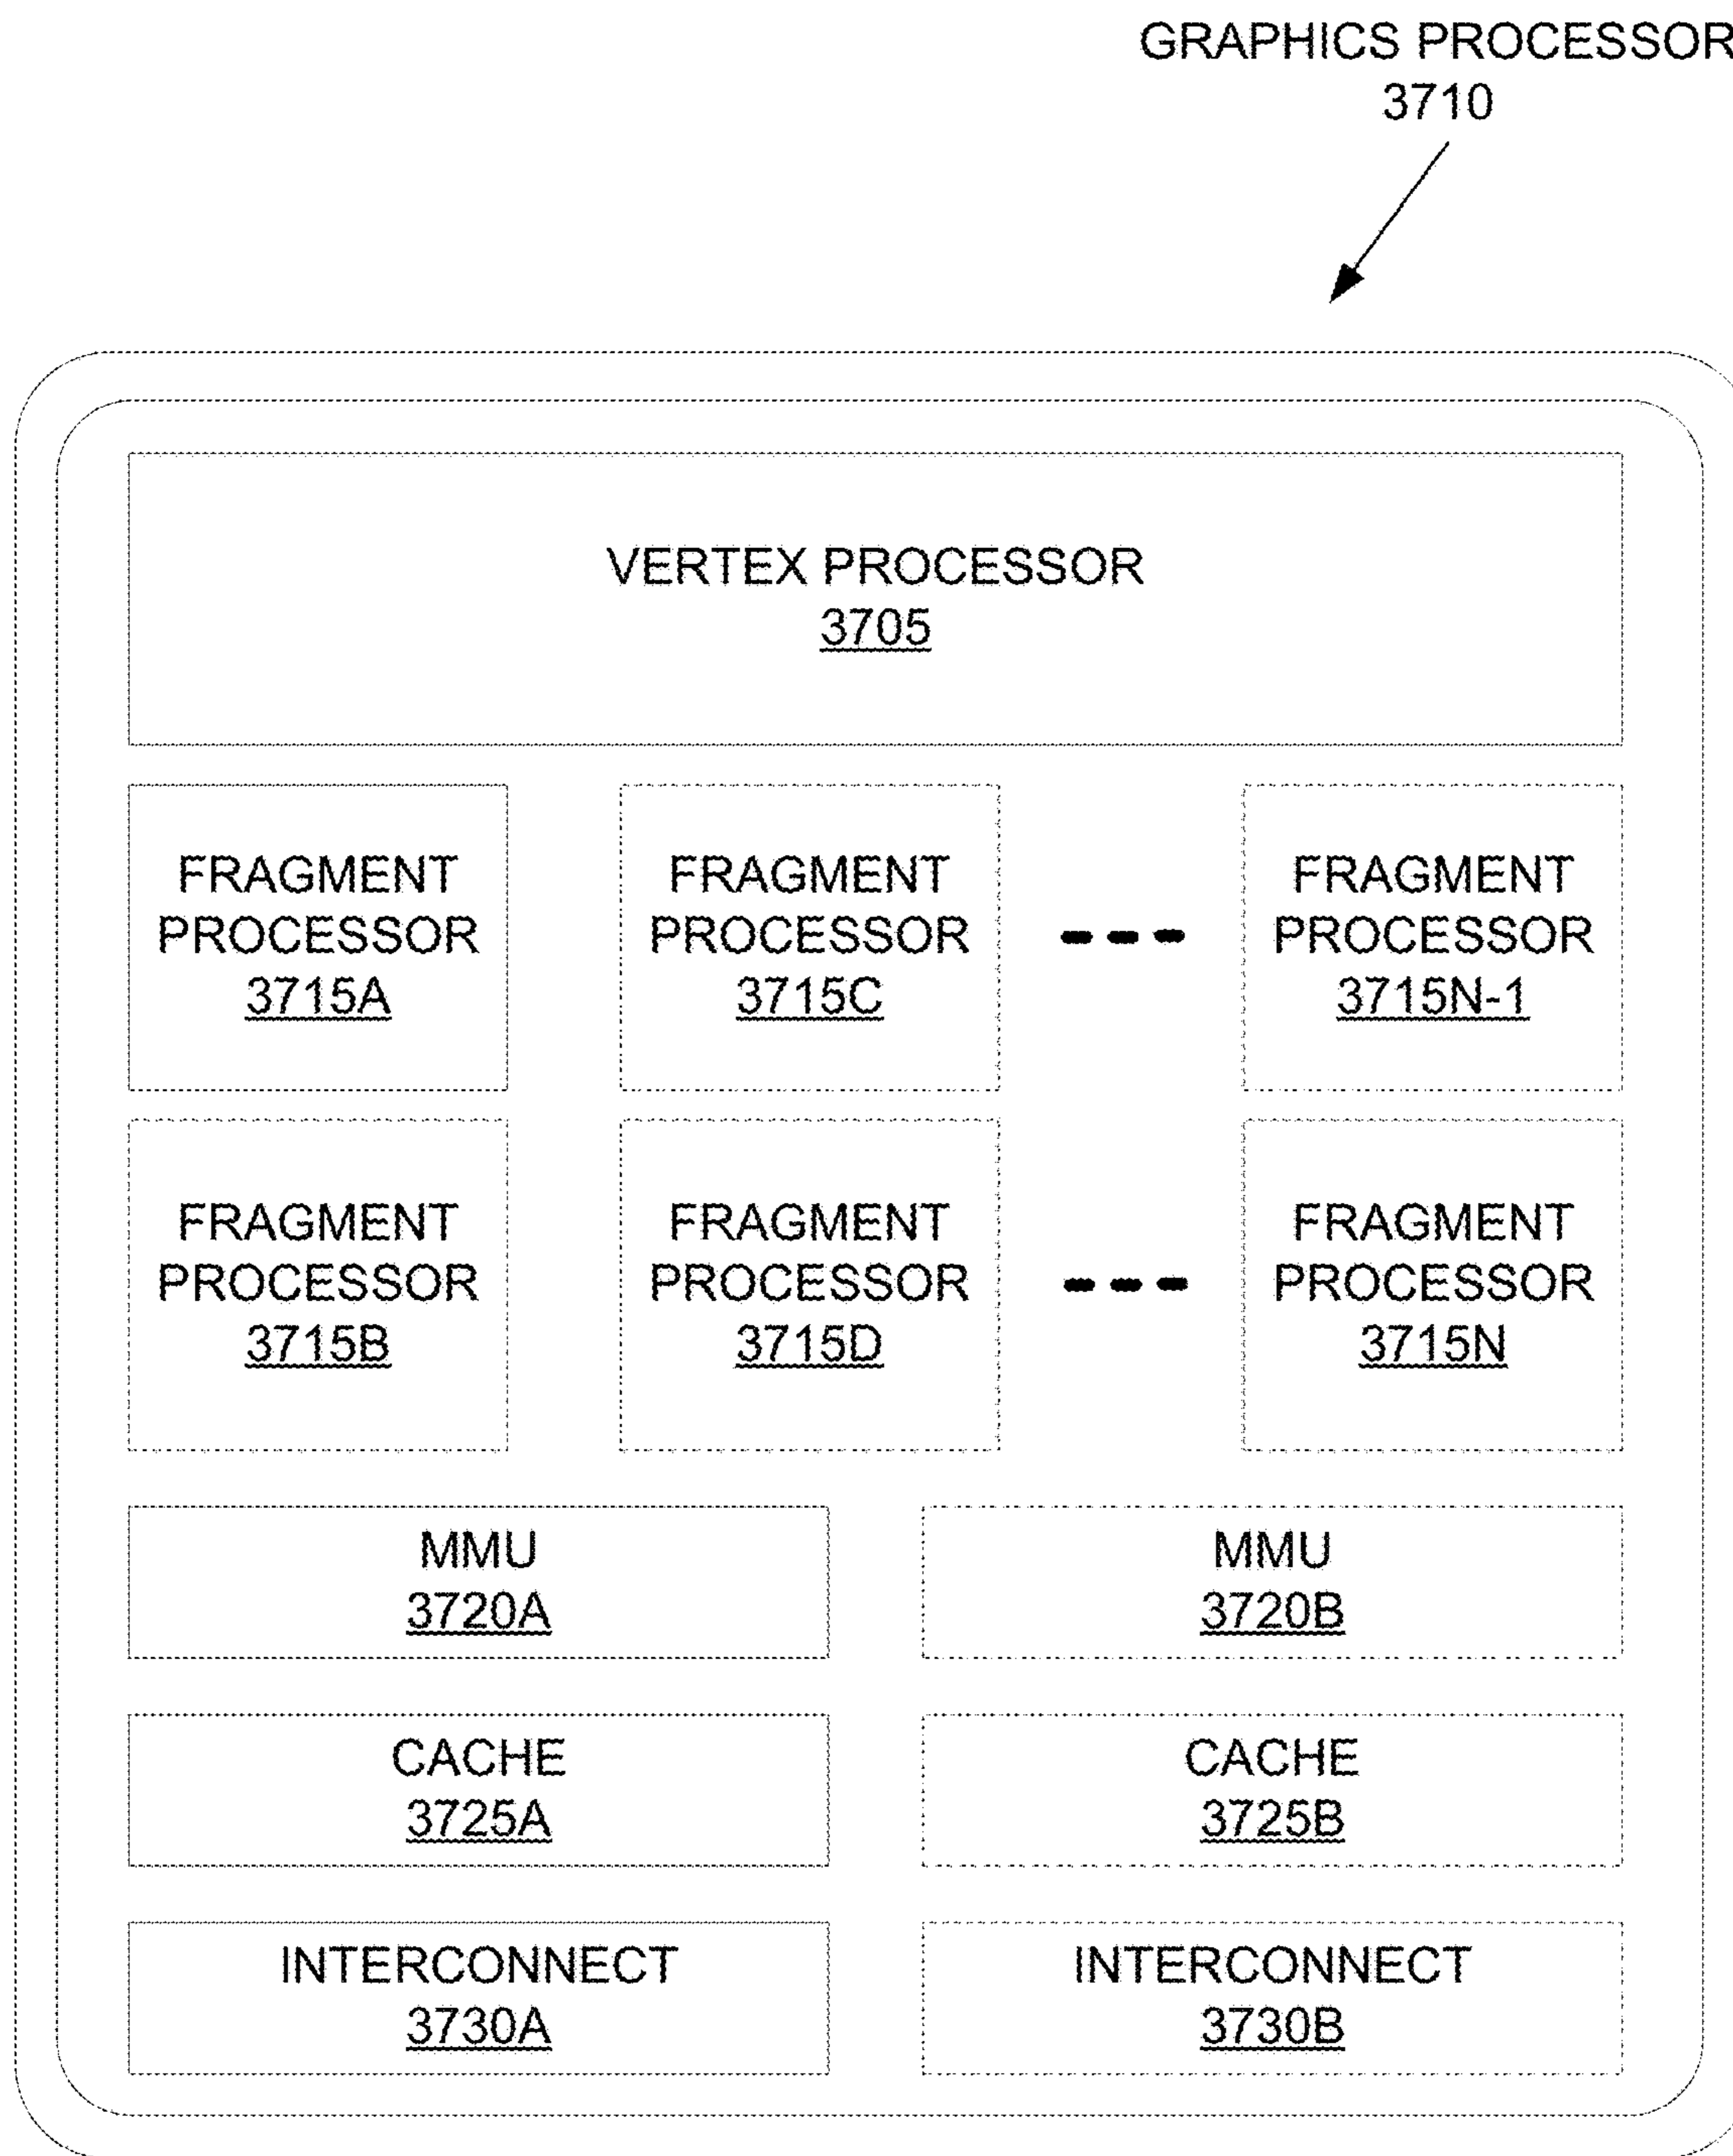 GRAPHICS PROCESSOR
3710
VERTEX PROCESSOR
3705
FRAGMENT
PROCESSOR
3715A
FRAGMENT
PROCESSOR
3715C
FRAGMENT
PROCESSOR
3715N-1
FRAGMENT
PROCESSOR
3715B
FRAGMENT
PROCESSOR
3715D
FRAGMENT
PROCESSOR
3715N
MMU
3720A
MMU
3720B
CACHE
3725A
CACHE
3725B
INTERCONNECT
3730A
INTERCONNECT
3730B